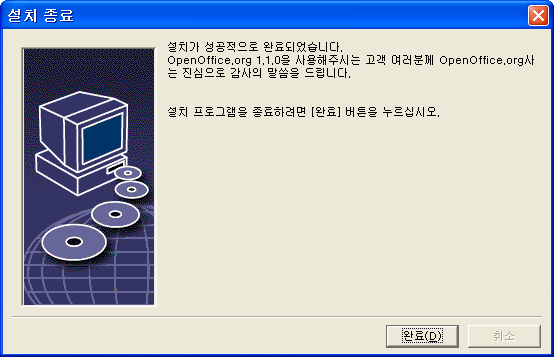 설치 종료
설치가 성공적으로 완료되었습니다.
OpenOffice.org 1.1.0을 사용해주시는 고객 여러분께 OpenOffice.org사
는 진심으로 감사의 말씀을 드립니다.
설치 프로그램을 종료하려면 [완료] 버튼을 누르십시오.
완료(D)
취소